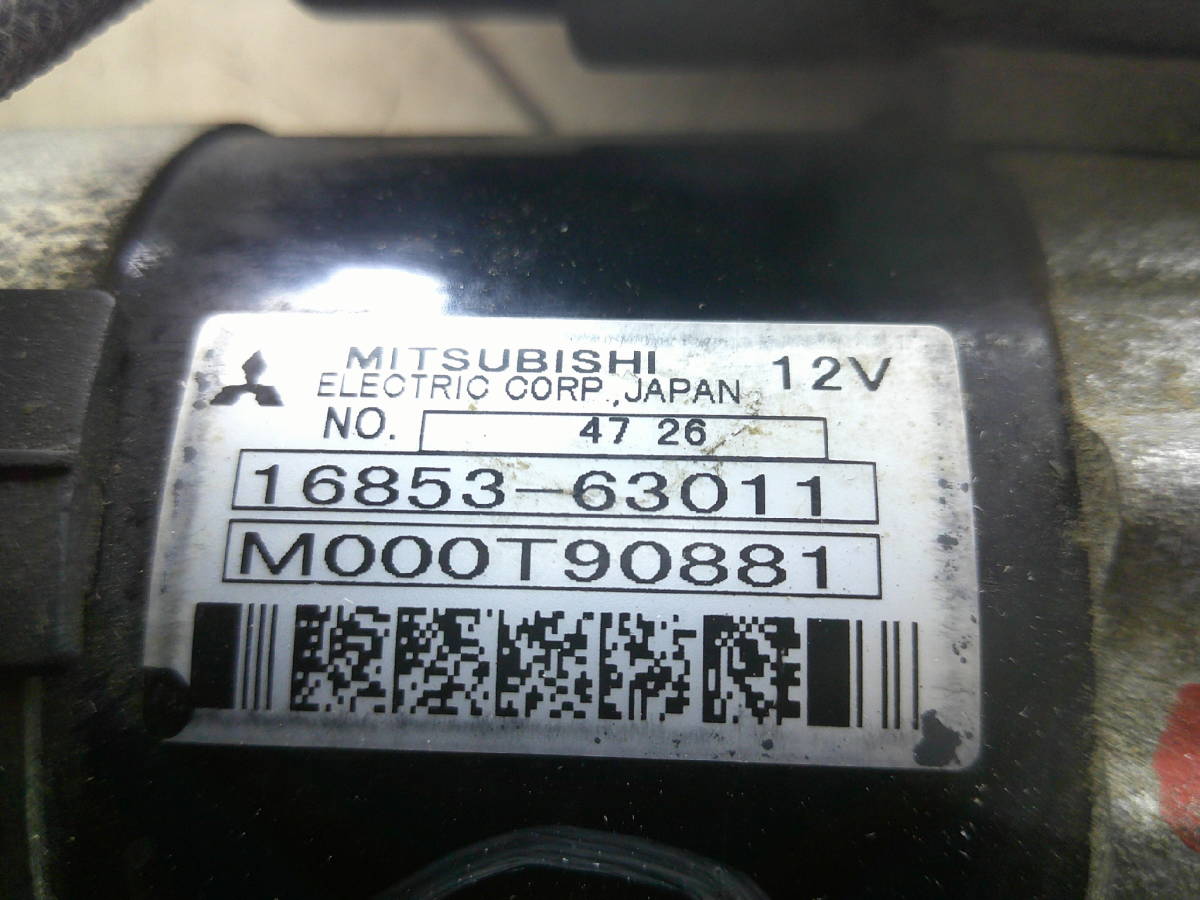 MITSUBISHI 12V
ELECTRIC CORP.,JAPAN
NO. 47 26
16853-63011
M000T90881